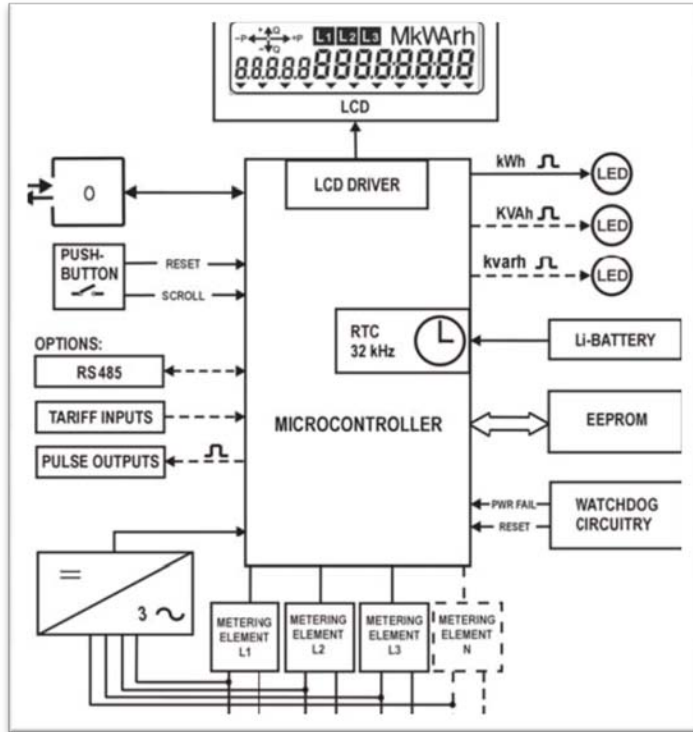 -P +Q +P -Q L1 L2 L3 MkWArh
8.8.8.8.8 8.8.8.8.8.8.8.8
LCD
LCD DRIVER
kWh LED
KVAh LED
kvarh LED
O
PUSH-
BUTTON
RESET
SCROLL
RTC
32 kHz
Li-BATTERY
OPTIONS:
RS485
TARIFF INPUTS
PULSE OUTPUTS
MICROCONTROLLER
EEPROM
PWR FAIL
RESET
WATCHDOG
CIRCUITRY
3
METERING
ELEMENT
L1
METERING
ELEMENT
L2
METERING
ELEMENT
L3
METERING
ELEMENT
N